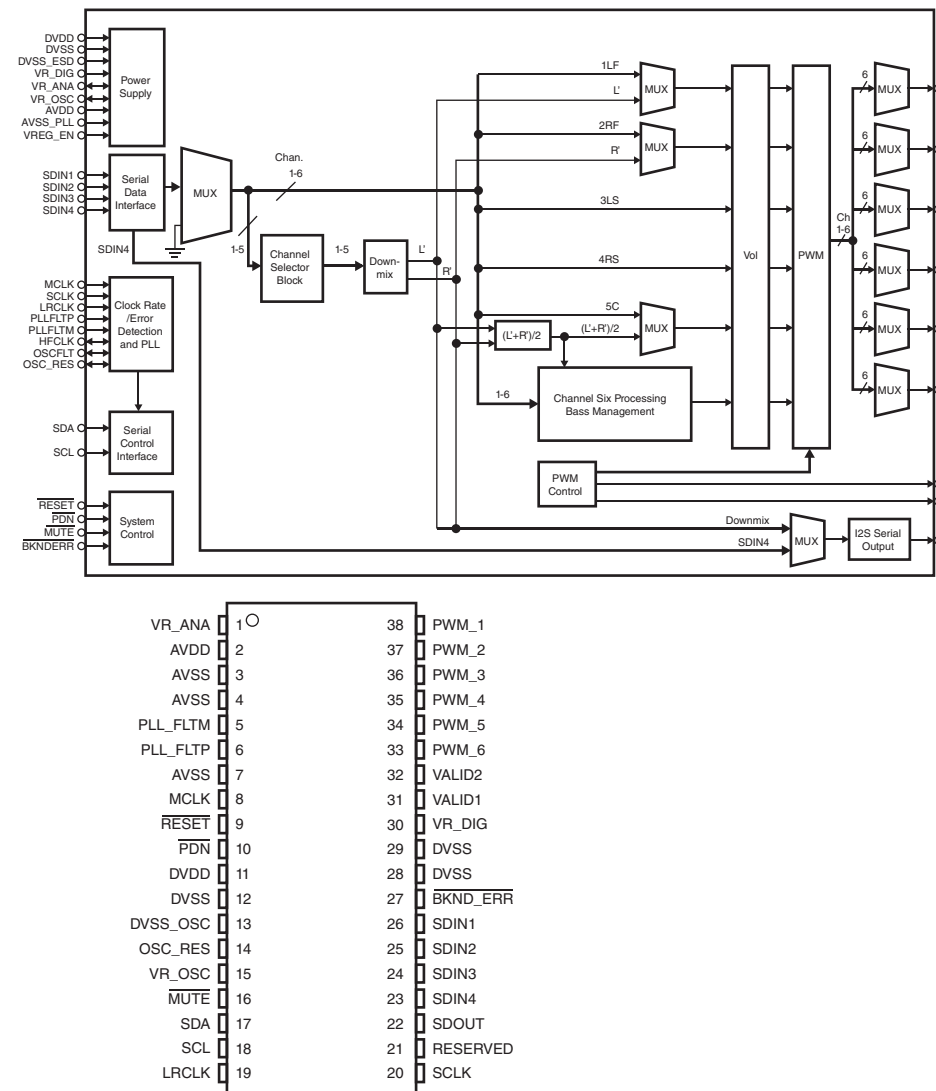 DVDD
DVSS
DVSS_ESD
VR_DIG
VR_ANA
VR_OSC
AVDD
AVSS_PLL
VREG_EN
Power
Supply
SDIN1
SDIN2
SDIN3
SDIN4
Serial
Data
Interface
MUX
SDIN4
Chan.
1-6
1-5
Channel
Selector
Block
1-5
Down-
mix
L'
R'
MCLK
SCLK
LRCLK
PLLFLTP
PLLFLTM
HFCLK
OSCFLT
OSC_RES
Clock Rate
/Error
Detection
and PLL
SDA
SCL
Serial
Control
Interface
RESET
PDN
MUTE
BKNDERR
System
Control
1LF
L'
MUX
2RF
R'
MUX
3LS
4RS
5C
(L'+R')/2
(L'+R')/2
MUX
1-6
Channel Six Processing
Bass Management
Vol
PWM
PWM
Control
Ch
1-6
6
MUX
6
MUX
6
MUX
6
MUX
6
MUX
6
MUX
Downmix
SDIN4
MUX
I2S Serial
Output
VR_ANA 1 38 PWM_1
AVDD 2 37 PWM_2
AVSS 3 36 PWM_3
AVSS 4 35 PWM_4
PLL_FLTM 5 34 PWM_5
PLL_FLTP 6 33 PWM_6
AVSS 7 32 VALID2
MCLK 8 31 VALID1
RESET 9 30 VR_DIG
PDN 10 29 DVSS
DVDD 11 28 DVSS
DVSS 12 27 BKND_ERR
DVSS_OSC 13 26 SDIN1
OSC_RES 14 25 SDIN2
VR_OSC 15 24 SDIN3
MUTE 16 23 SDIN4
SDA 17 22 SDOUT
SCL 18 21 RESERVED
LRCLK 19 20 SCLK